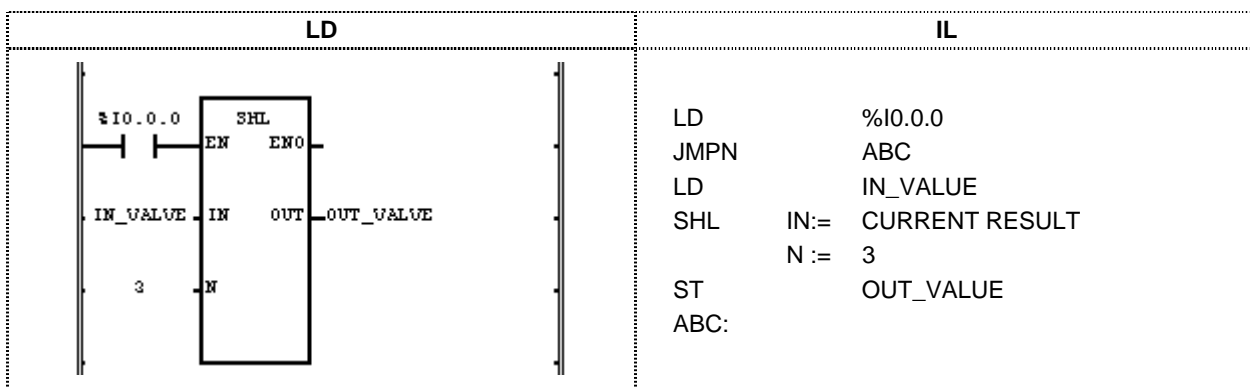 LD IL
%I0.0.0 SHL
EN ENO
IN_VALUE IN OUT OUT_VALUE
3 N
LD %I0.0.0
JMPN ABC
LD IN_VALUE
SHL IN:= CURRENT RESULT
N := 3
ST OUT_VALUE
ABC: